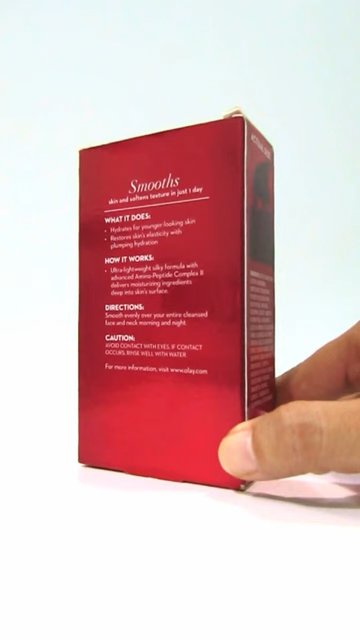 Smooths
skin and softens texture in just 1 day
WHAT IT DOES:
• Hydrates for younger-looking skin
• Restores skin's elasticity with
plumping hydration
HOW IT WORKS:
• Ultra-lightweight silky formula with
advanced Amino-Peptide Complex II
delivers moisturizing ingredients
deep into skin's surface.
DIRECTIONS:
Smooth evenly over your entire cleansed
face and neck morning and night.
CAUTION:
AVOID CONTACT WITH EYES. IF CONTACT
OCCURS, RINSE WELL WITH WATER
For more information, visit www.olay.com